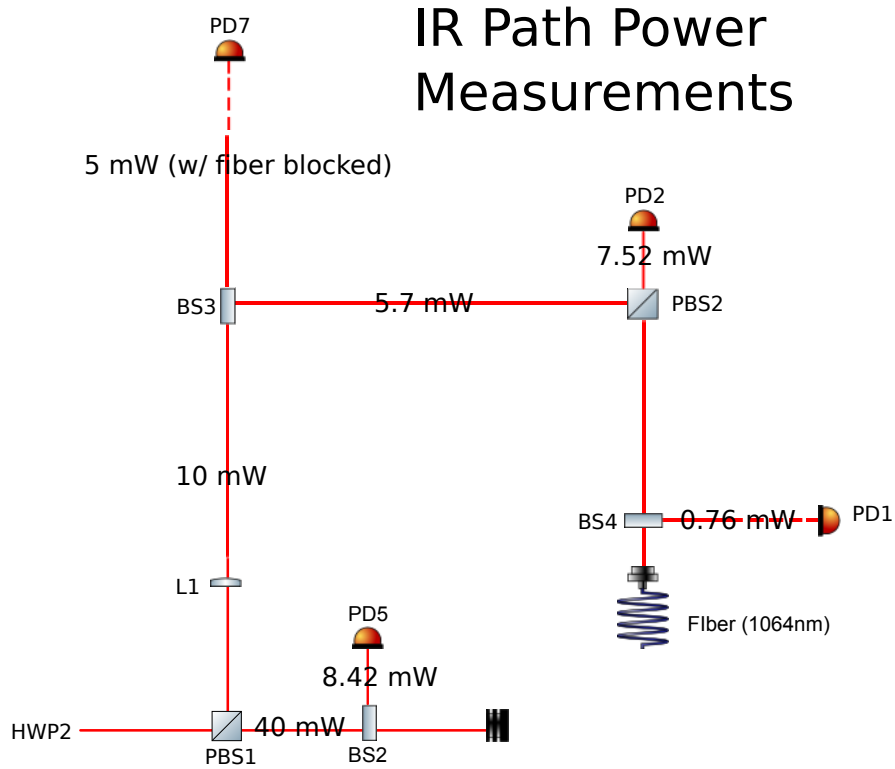 IR Path Power
Measurements
PD7
5 mW (w/ fiber blocked)
PD2
7.52 mW
BS3
5.7 mW
PBS2
10 mW
BS4
0.76 mW
PD1
L1
PD5
FIber (1064nm)
8.42 mW
HWP2
40 mW
PBS1
BS2